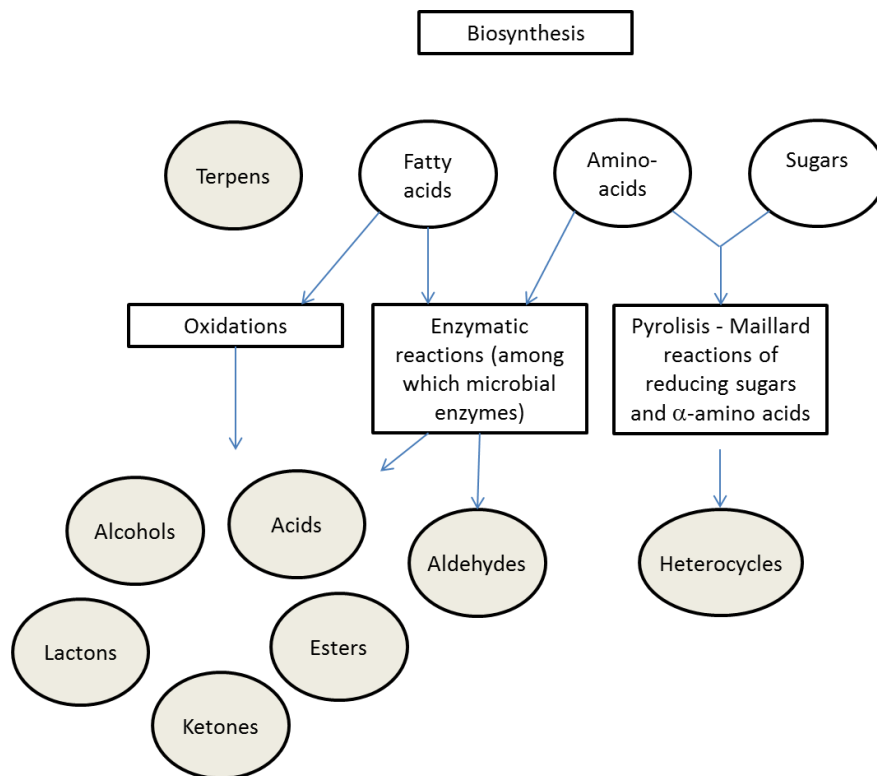 Biosynthesis
Terpens
Fatty
acids
Amino-
acids
Sugars
Oxidations
Enzymatic
reactions (among
which microbial
enzymes)
Pyrolisis - Maillard
reactions of
reducing sugars
and α-amino acids
Alcohols
Acids
Aldehydes
Heterocycles
Lactons
Esters
Ketones